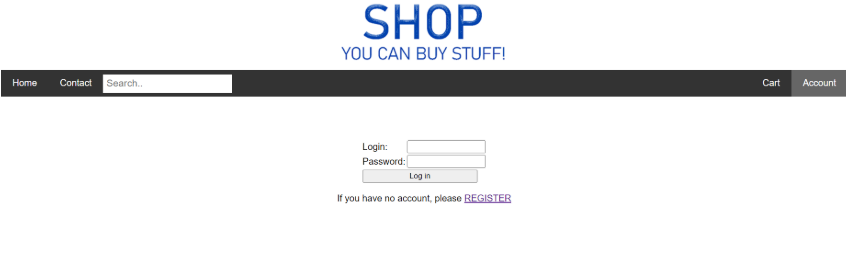 SHOP
YOU CAN BUY STUFF!
Home Contact Search.. Cart Account
Login:
Password:
Log in
If you have no account, please REGISTER